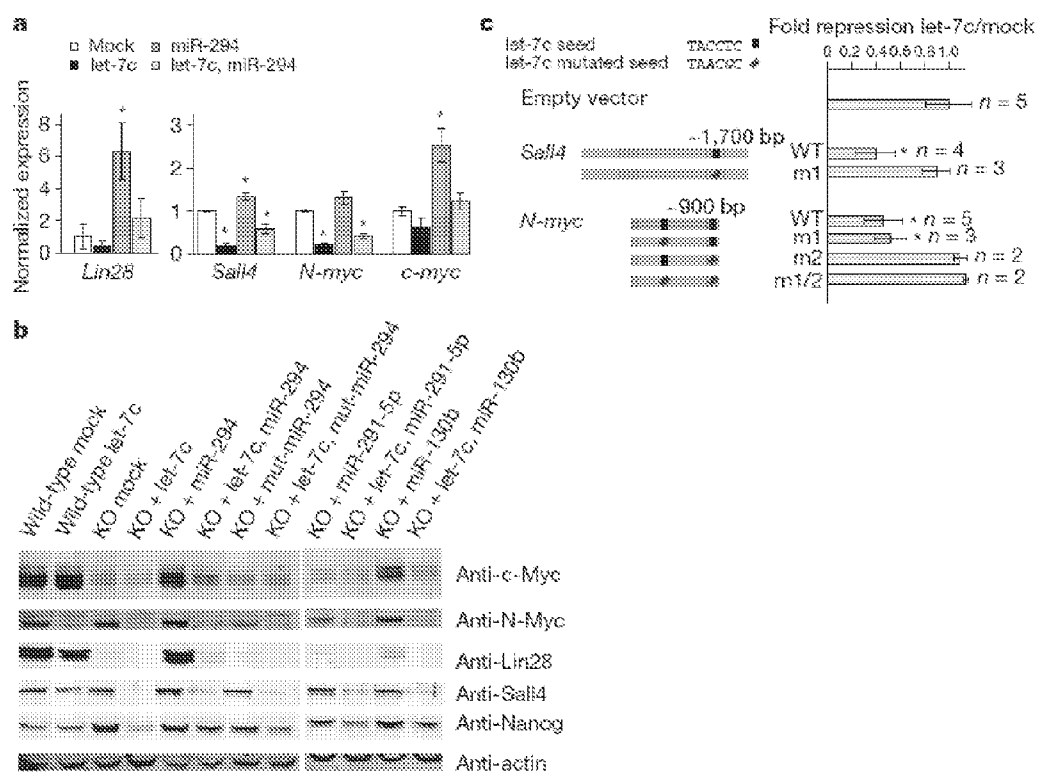 a
Mock
miR-294
let-7c
let-7c, miR-294
Normalized expression
8
6
4
2
0
Lin28
3
2
1
0
Sall4
N-myc
c-myc
c
let-7c seed TACCTC
let-7c mutated seed TAACGC
Fold repression let-7c/mock
0 0.2 0.4 0.6 0.8 1.0
Empty vector
n = 5
Sall4
~1,700 bp
WT
* n = 4
m1
n = 3
N-myc
~900 bp
WT
* n = 5
m1
* n = 3
m2
n = 2
m1/2
n = 2
b
Wild-type mock
Wild-type let-7c
KO mock
KO + let-7c
KO + miR-294
KO + let-7c, miR-294
KO + mut-miR-294
KO + let-7c, mut-miR-294
KO + miR-291-5p
KO + let-7c, miR-291-5p
KO + miR-130b
KO + let-7c, miR-130b
Anti-c-Myc
Anti-N-Myc
Anti-Lin28
Anti-Sall4
Anti-Nanog
Anti-actin